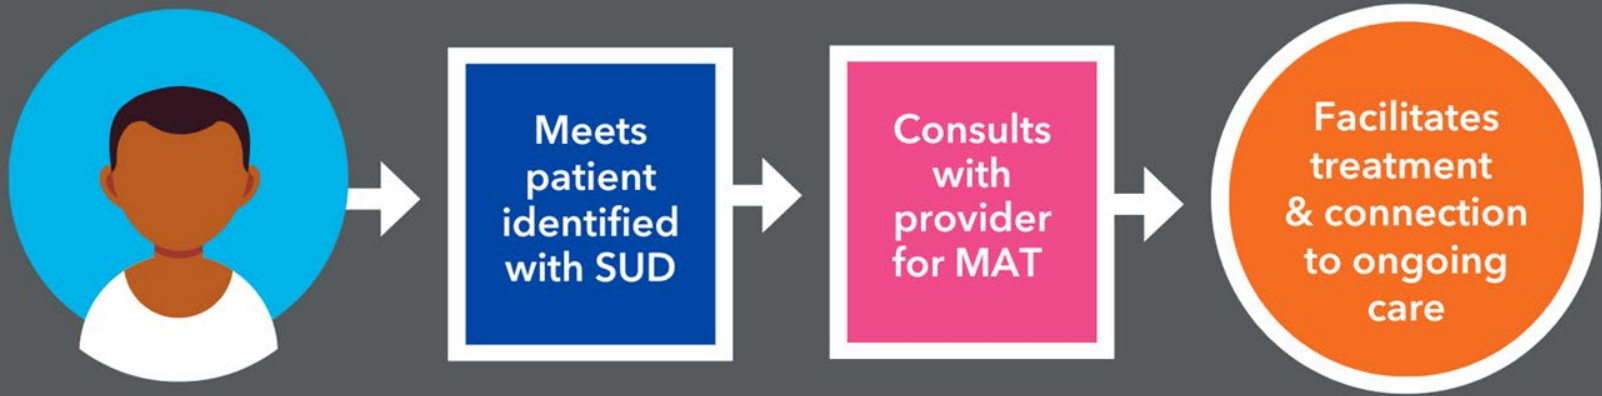 Meets
patient
identified
with SUD
Consults
with
provider
for MAT
Facilitates
treatment
& connection
to ongoing
care